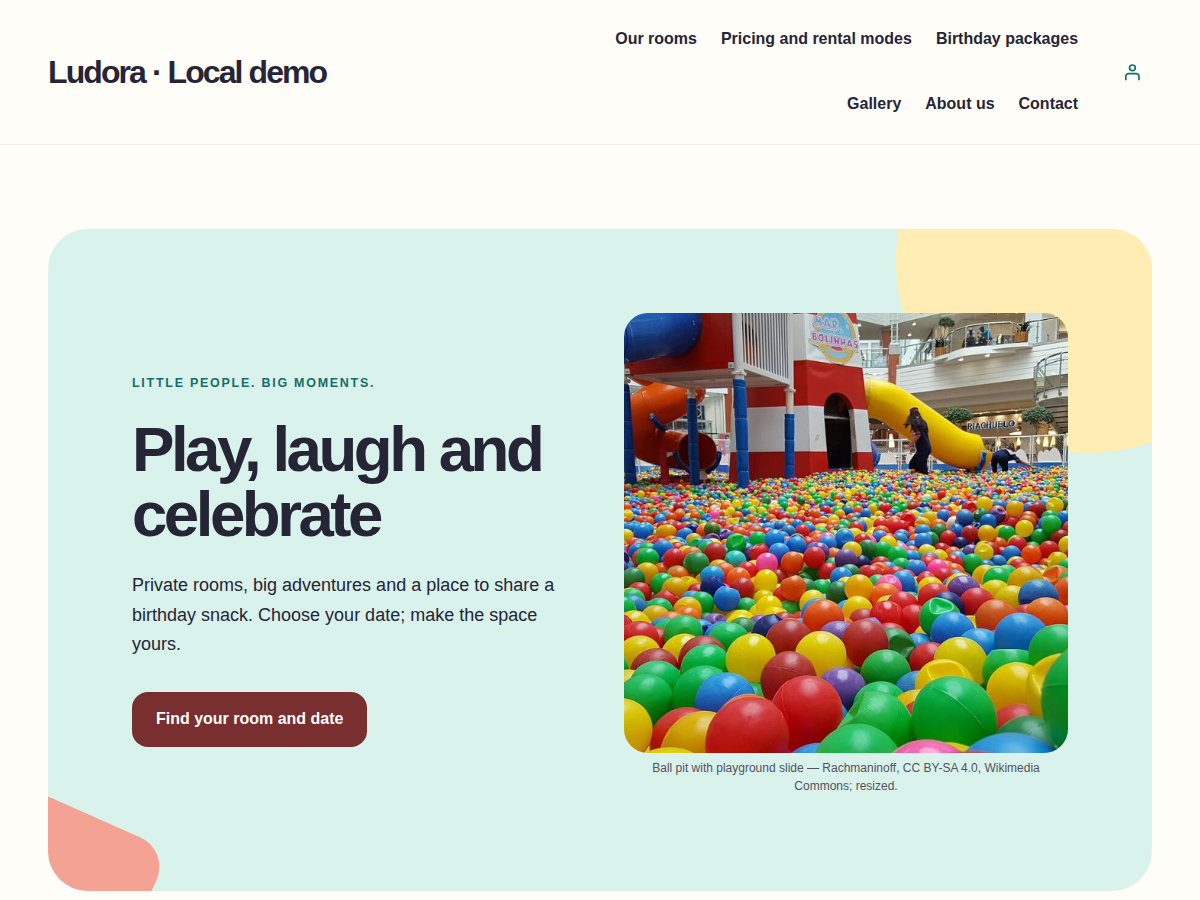 Ludora · Local demo
Our rooms Pricing and rental modes Birthday packages
Gallery About us Contact
LITTLE PEOPLE. BIG MOMENTS.
Play, laugh and
celebrate
Private rooms, big adventures and a place to share a
birthday snack. Choose your date; make the space
yours.
Find your room and date
MAR
BOLINHAS
RIACHUELO
Ball pit with playground slide — Rachmaninoff, CC BY-SA 4.0, Wikimedia
Commons; resized.